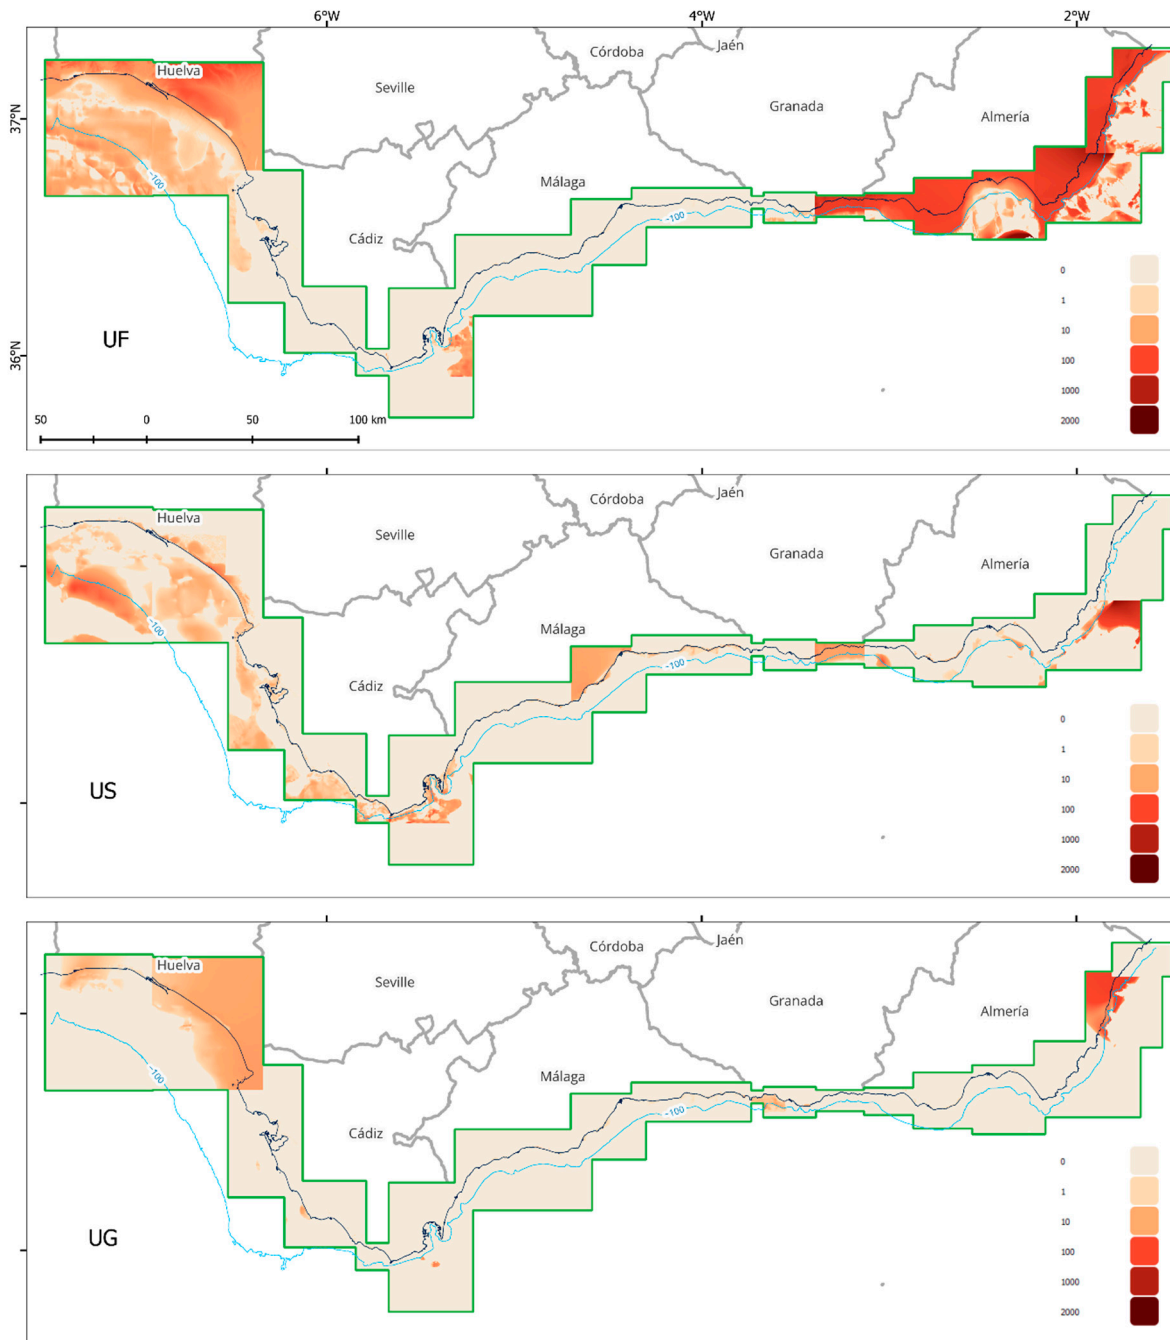 6°W
4°W
2°W
Huelva
Seville
Córdoba
Jaén
Granada
Almería
Málaga
Cádiz
37°N
36°N
-100
-100
UF
50 0 50 100 km
0
1
10
100
1000
2000
Huelva
Seville
Córdoba
Jaén
Granada
Almería
Málaga
Cádiz
-100
-100
US
0
1
10
100
1000
2000
Huelva
Seville
Córdoba
Jaén
Granada
Almería
Málaga
Cádiz
-100
-100
UG
0
1
10
100
1000
2000